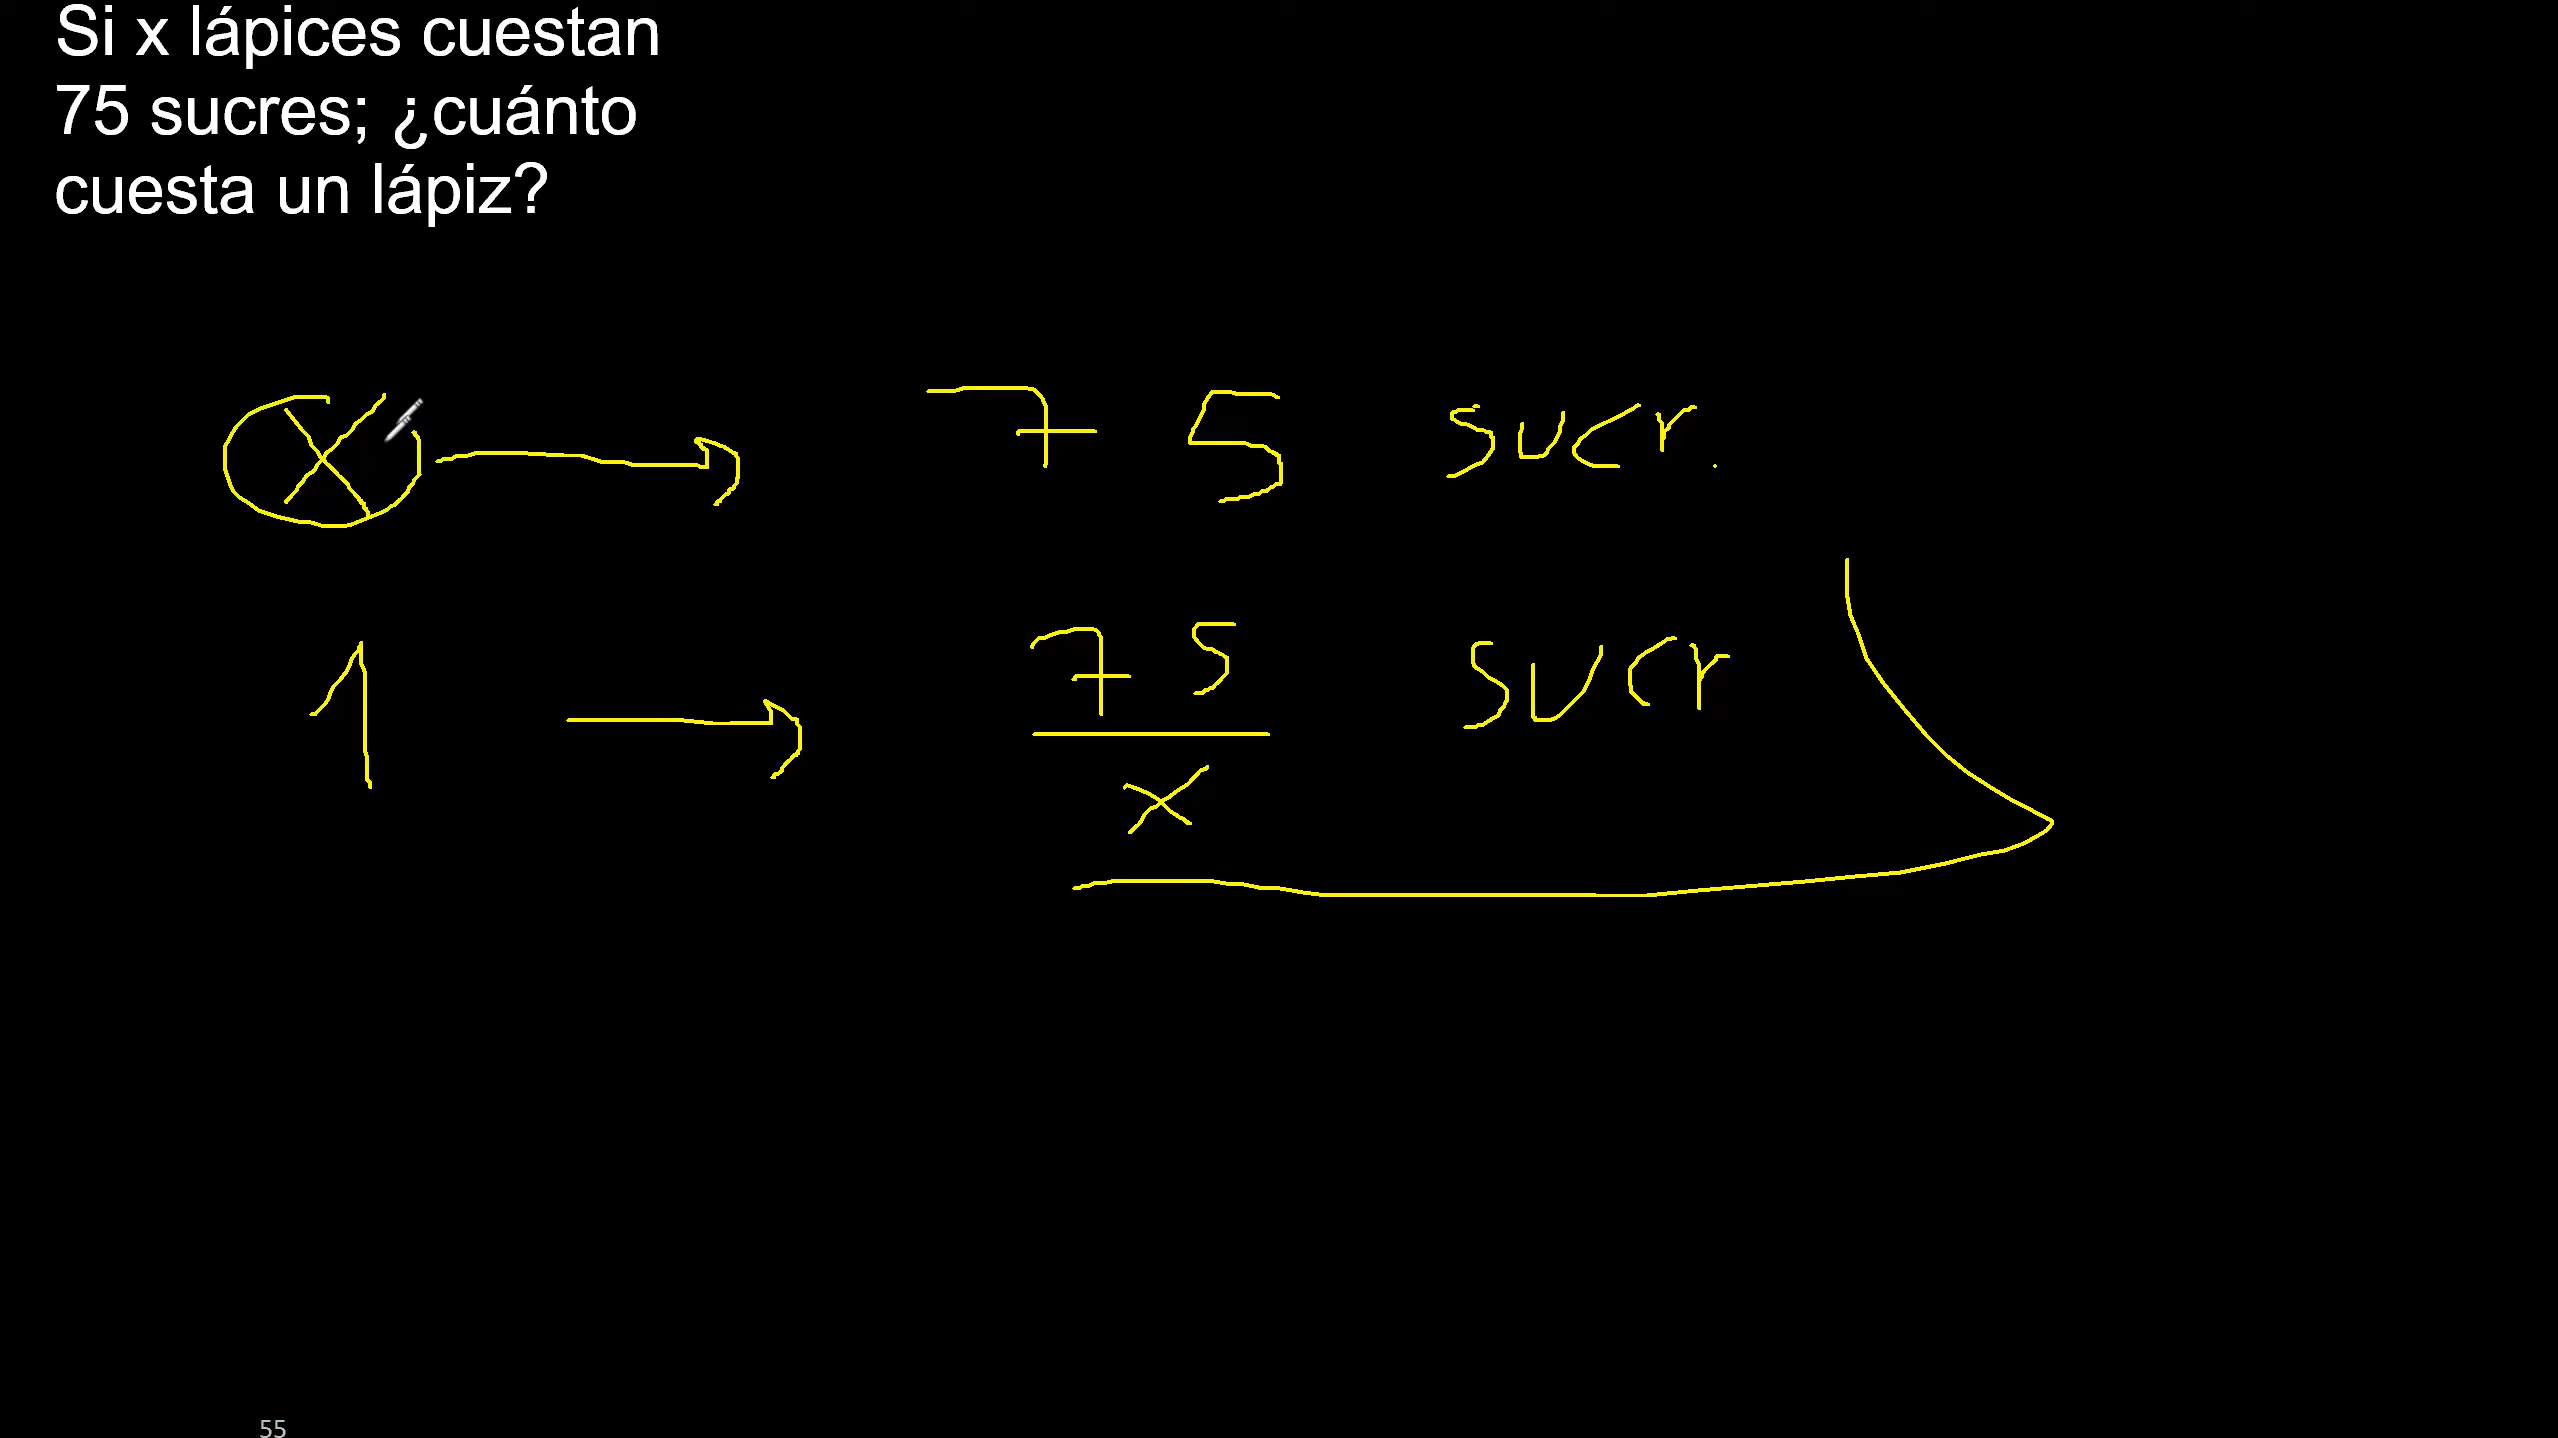 Si x lápices cuestan
75 sucres; ¿cuánto
cuesta un lápiz?
x → 75 sucr.
1 → 75/x sucr
55